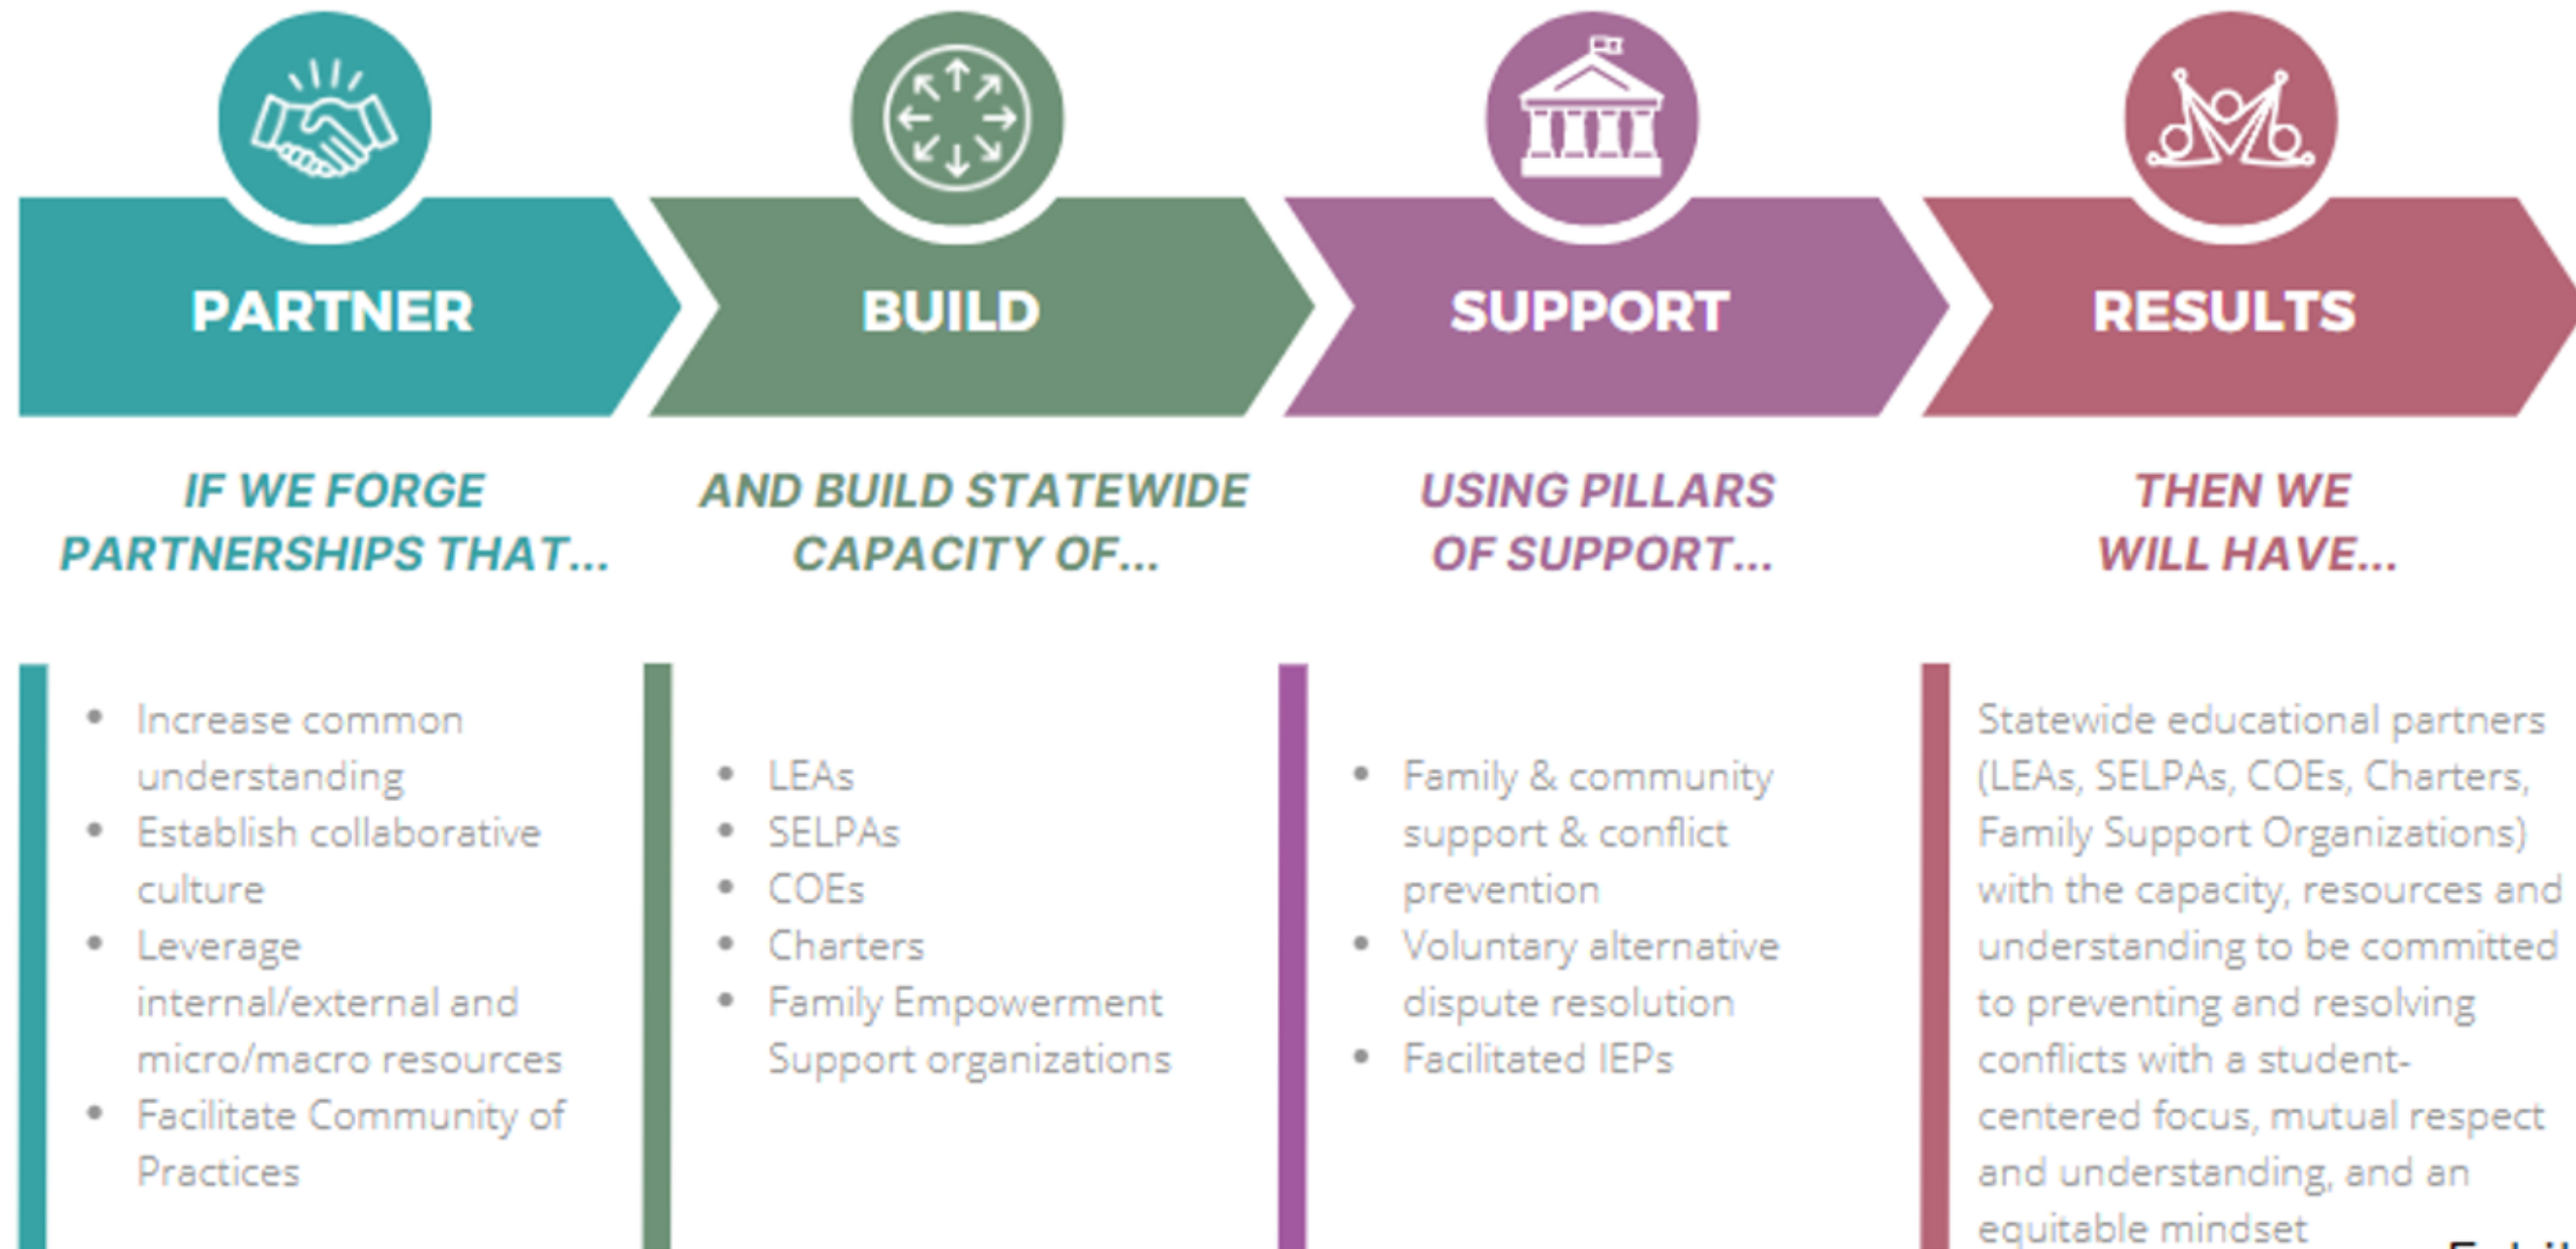 PARTNER
BUILD
SUPPORT
RESULTS
IF WE FORGE
PARTNERSHIPS THAT...
AND BUILD STATEWIDE
CAPACITY OF...
USING PILLARS
OF SUPPORT...
THEN WE
WILL HAVE...
• Increase common
understanding
• Establish collaborative
culture
• Leverage
internal/external and
micro/macro resources
• Facilitate Community of
Practices
• LEAs
• SELPAs
• COEs
• Charters
• Family Empowerment
Support organizations
• Family & community
support & conflict
prevention
• Voluntary alternative
dispute resolution
• Facilitated IEPs
Statewide educational partners
(LEAs, SELPAs, COEs, Charters,
Family Support Organizations)
with the capacity, resources and
understanding to be committed
to preventing and resolving
conflicts with a student-
centered focus, mutual respect
and understanding, and an
equitable mindset